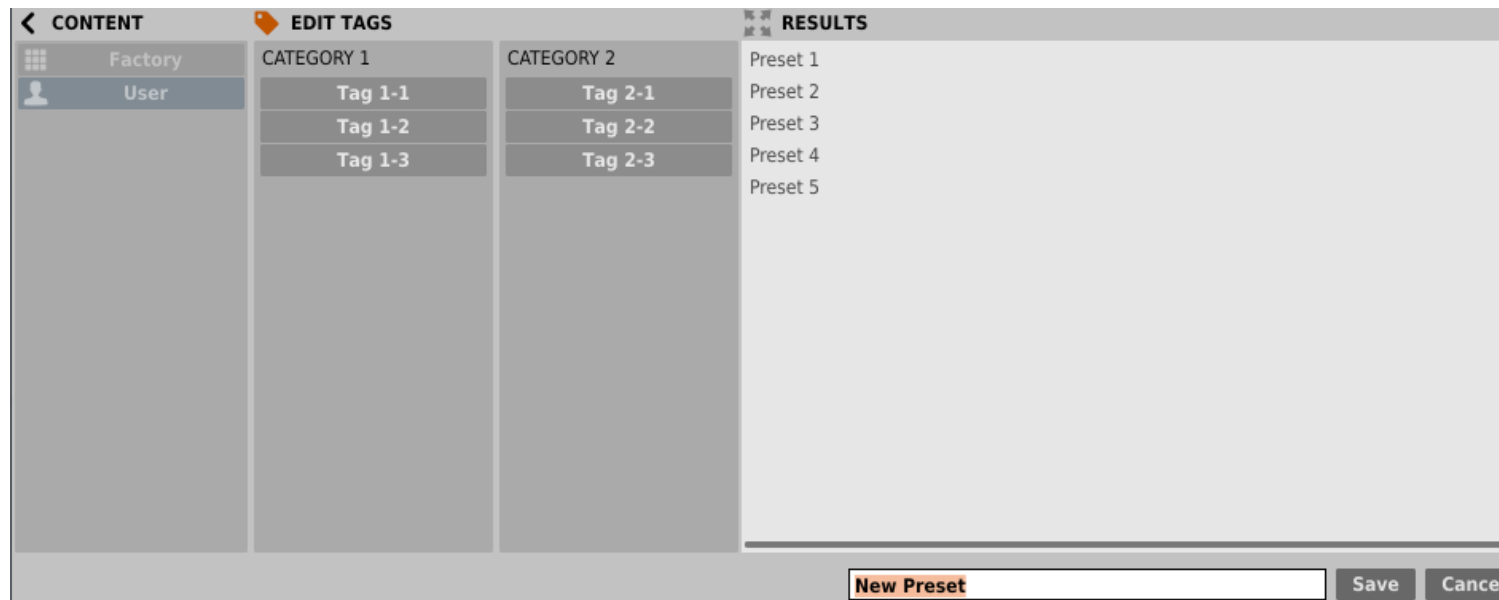 CONTENT
EDIT TAGS
RESULTS
Factory
User
CATEGORY 1
Tag 1-1
Tag 1-2
Tag 1-3
CATEGORY 2
Tag 2-1
Tag 2-2
Tag 2-3
Preset 1
Preset 2
Preset 3
Preset 4
Preset 5
New Preset
Save
Cance